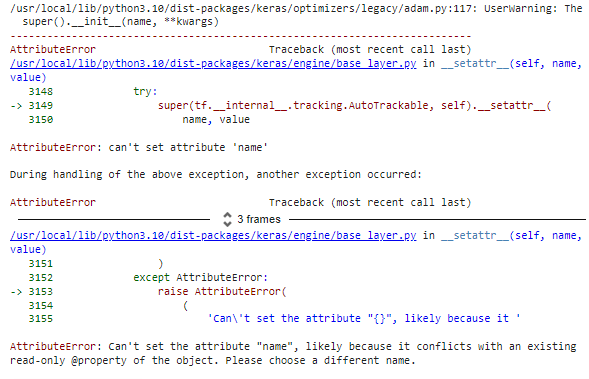 /usr/local/lib/python3.10/dist-packages/keras/optimizers/legacy/adam.py:117: UserWarning: The
super().__init__(name, **kwargs)
---------------------------------------------------------------------------
AttributeError                            Traceback (most recent call last)
/usr/local/lib/python3.10/dist-packages/keras/engine/base_layer.py in __setattr__(self, name,
value)
3148             try:
-> 3149                 super(tf.__internal__.tracking.AutoTrackable, self).__setattr__(
3150                     name, value
AttributeError: can't set attribute 'name'
During handling of the above exception, another exception occurred:
AttributeError                            Traceback (most recent call last)
3 frames
/usr/local/lib/python3.10/dist-packages/keras/engine/base_layer.py in __setattr__(self, name,
value)
3151                 )
3152             except AttributeError:
-> 3153                 raise AttributeError(
3154                     (
3155                         'Can\'t set the attribute "{}", likely because it '
AttributeError: Can't set the attribute "name", likely because it conflicts with an existing
read-only @property of the object. Please choose a different name.